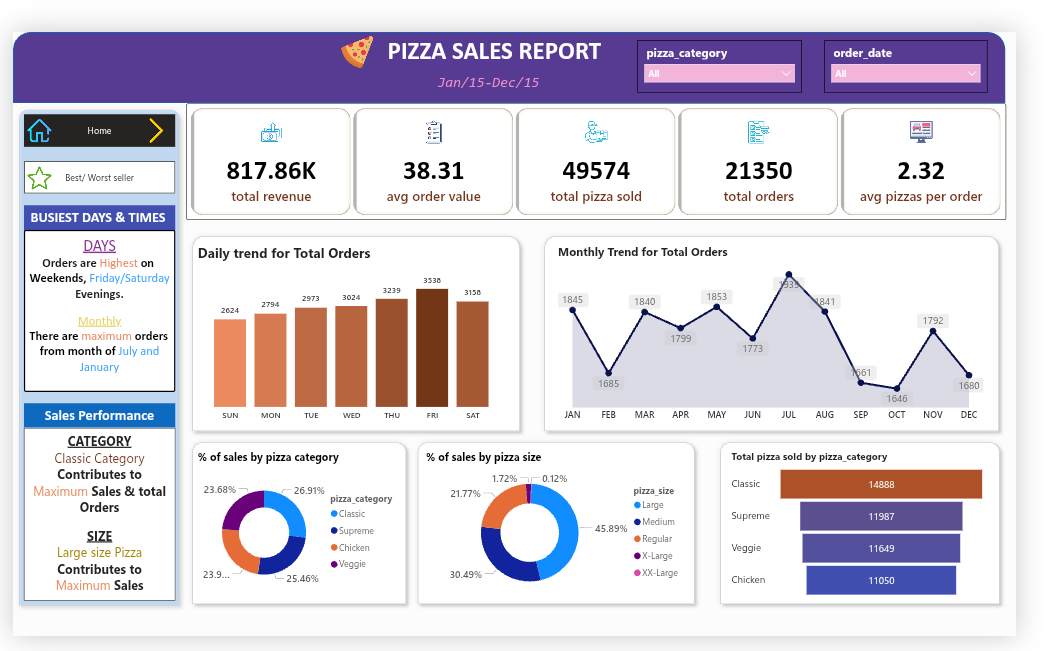 PIZZA SALES REPORT
Jan/15-Dec/15
pizza_category
All
order_date
All
Home
Best/ Worst seller
BUSIEST DAYS & TIMES
DAYS
Orders are Highest on
Weekends, Friday/Saturday
Evenings.
Monthly
There are maximum orders
from month of July and
January
Sales Performance
CATEGORY
Classic Category
Contributes to
Maximum Sales & total
Orders
SIZE
Large size Pizza
Contributes to
Maximum Sales
817.86K
total revenue
38.31
avg order value
49574
total pizza sold
21350
total orders
2.32
avg pizzas per order
Daily trend for Total Orders
2624
2794
2973
3024
3239
3538
3158
SUN MON TUE WED THU FRI SAT
Monthly Trend for Total Orders
1845
1685
1840
1799
1853
1773
1935
1841
1661
1646
1792
1680
JAN FEB MAR APR MAY JUN JUL AUG SEP OCT NOV DEC
% of sales by pizza category
23.68%
26.91%
23.9...
25.46%
pizza_category
Classic
Supreme
Chicken
Veggie
% of sales by pizza size
1.72%
0.12%
21.77%
45.89%
30.49%
pizza_size
Large
Medium
Regular
X-Large
XX-Large
Total pizza sold by pizza_category
Classic 14888
Supreme 11987
Veggie 11649
Chicken 11050